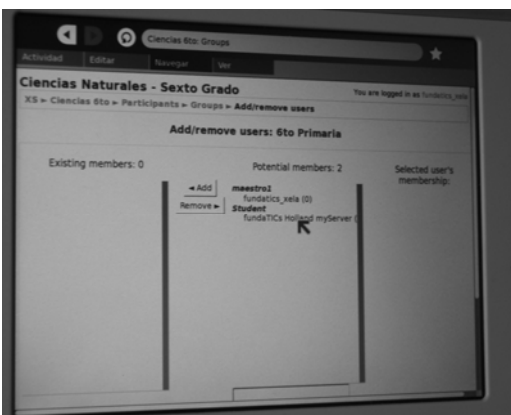 Ciencias 6to: Groups
Actividad Editar Navegar Ver
Ciencias Naturales - Sexto Grado
You are logged in as fundatics_xela
XS ► Ciencias 6to ► Participants ► Groups ► Add/remove users
Add/remove users: 6to Primaria
Existing members: 0
Potential members: 2
Selected user's
membership:
◄ Add
Remove ►
maestro1
fundatics_xela (0)
Student
fundaTICs Hollend myServer (